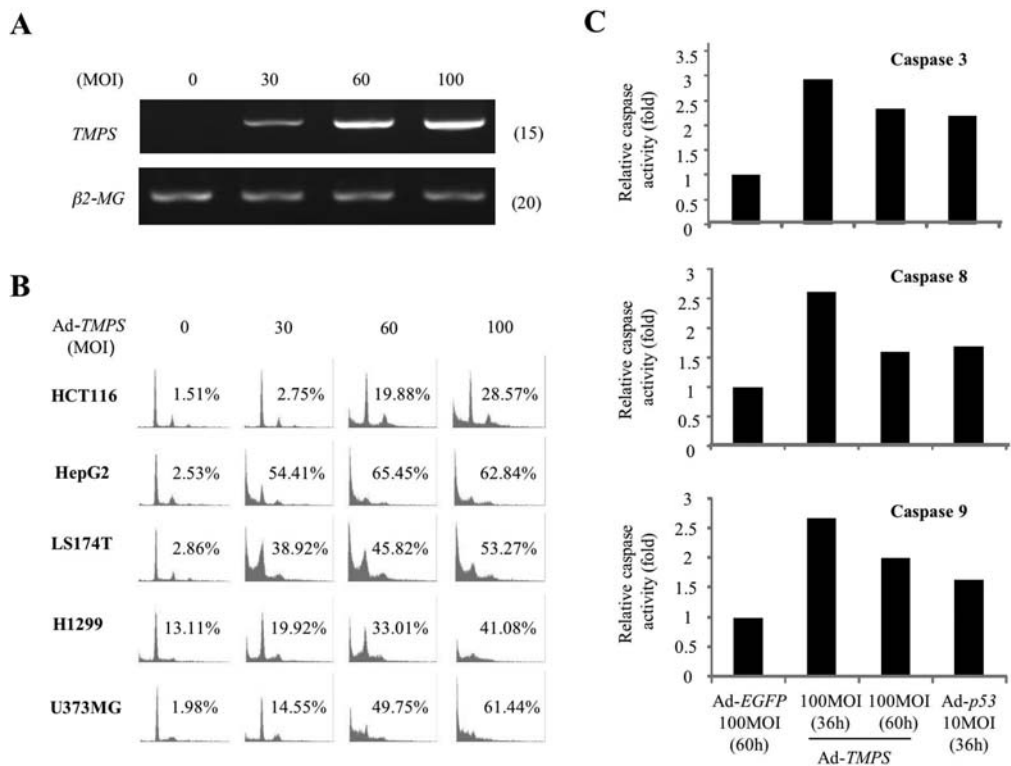 A
(MOI) 0 30 60 100
TMPS (15)
β2-MG (20)
B
Ad-TMPS (MOI) 0 30 60 100
HCT116 1.51% 2.75% 19.88% 28.57%
HepG2 2.53% 54.41% 65.45% 62.84%
LS174T 2.86% 38.92% 45.82% 53.27%
H1299 13.11% 19.92% 33.01% 41.08%
U373MG 1.98% 14.55% 49.75% 61.44%
C
Caspase 3
Relative caspase
activity (fold)
3.5
3
2.5
2
1.5
1
0.5
0
Caspase 8
Relative caspase
activity (fold)
3
2.5
2
1.5
1
0.5
0
Caspase 9
Relative caspase
activity (fold)
3
2.5
2
1.5
1
0.5
0
Ad-EGFP 100MOI 100MOI Ad-p53
100MOI (36h) (60h) 10MOI
(60h) Ad-TMPS (36h)